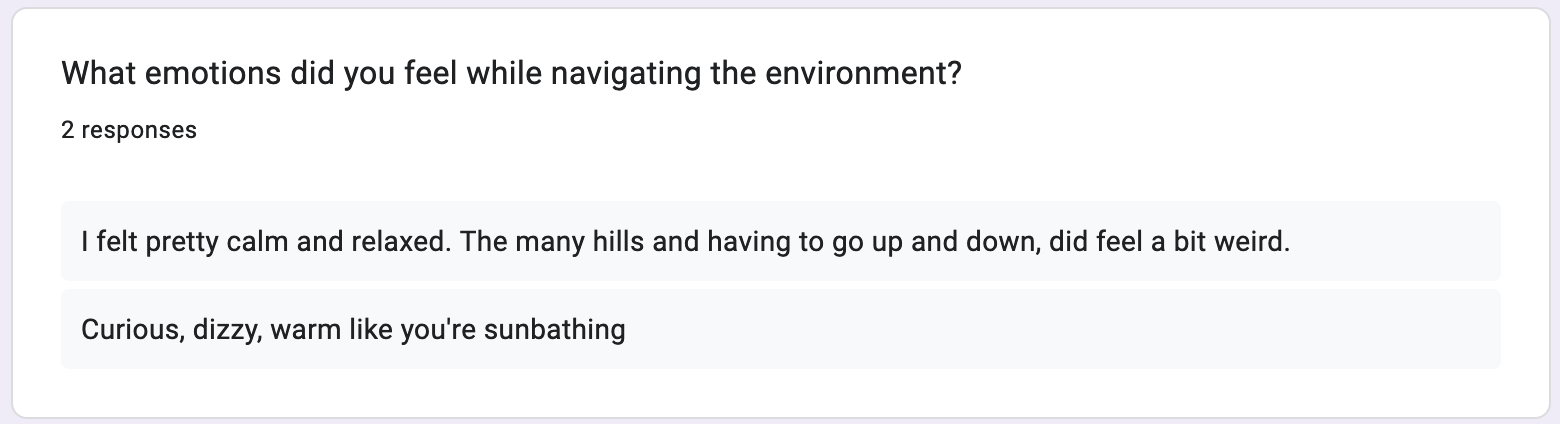 What emotions did you feel while navigating the environment?
2 responses
I felt pretty calm and relaxed. The many hills and having to go up and down, did feel a bit weird.
Curious, dizzy, warm like you're sunbathing